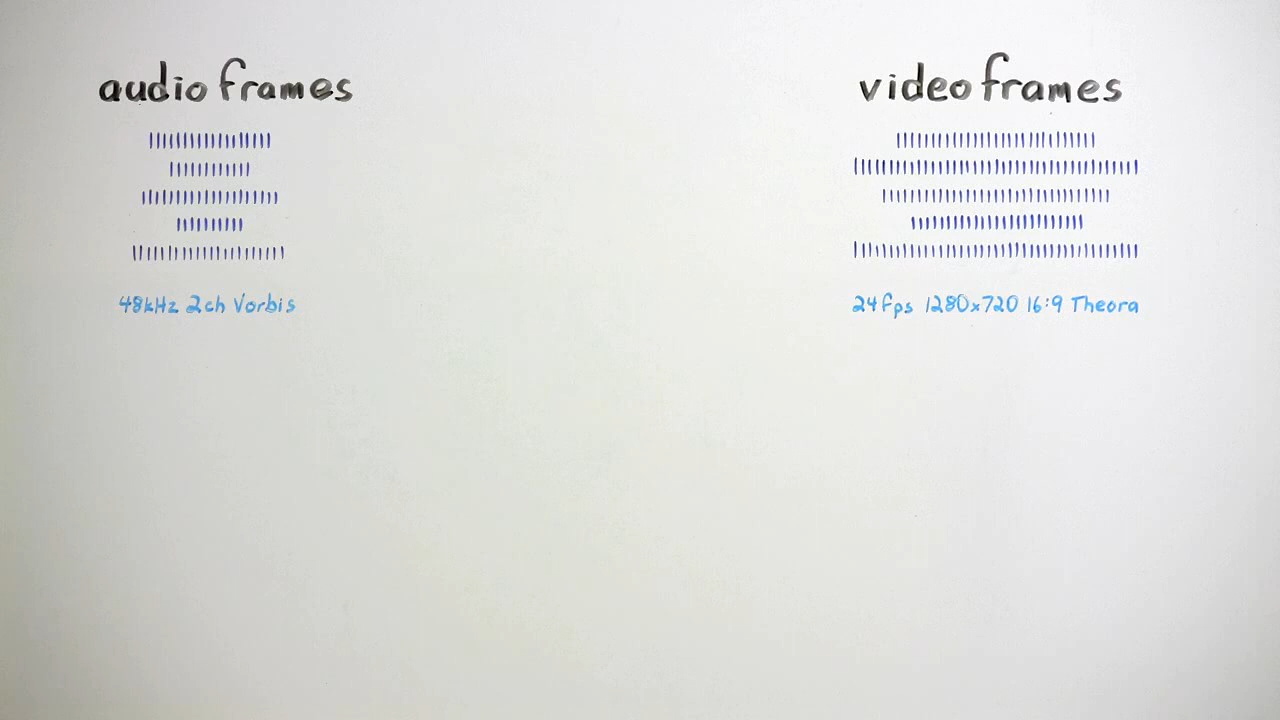 audio frames
48kHz 2ch Vorbis
video frames
24fps 1280x720 16:9 Theora